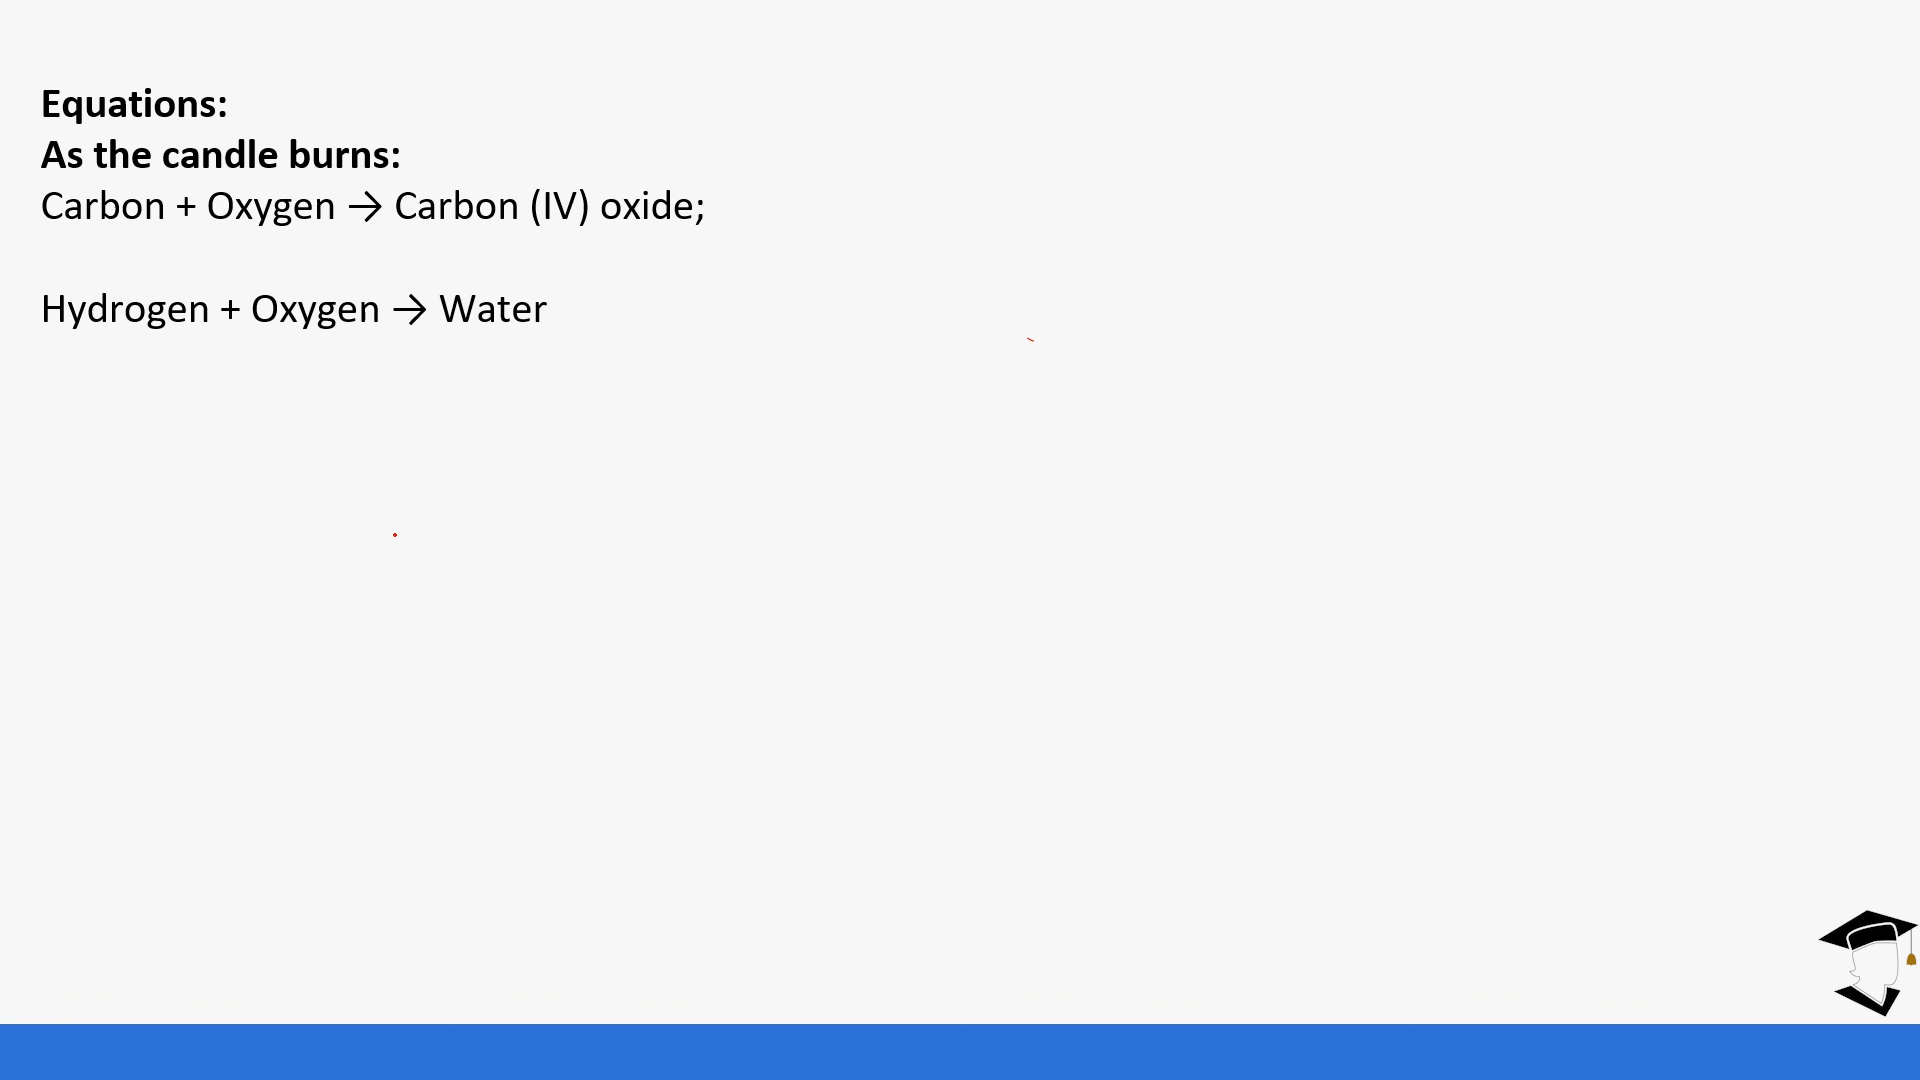 Equations:
As the candle burns:
Carbon + Oxygen → Carbon (IV) oxide;
Hydrogen + Oxygen → Water